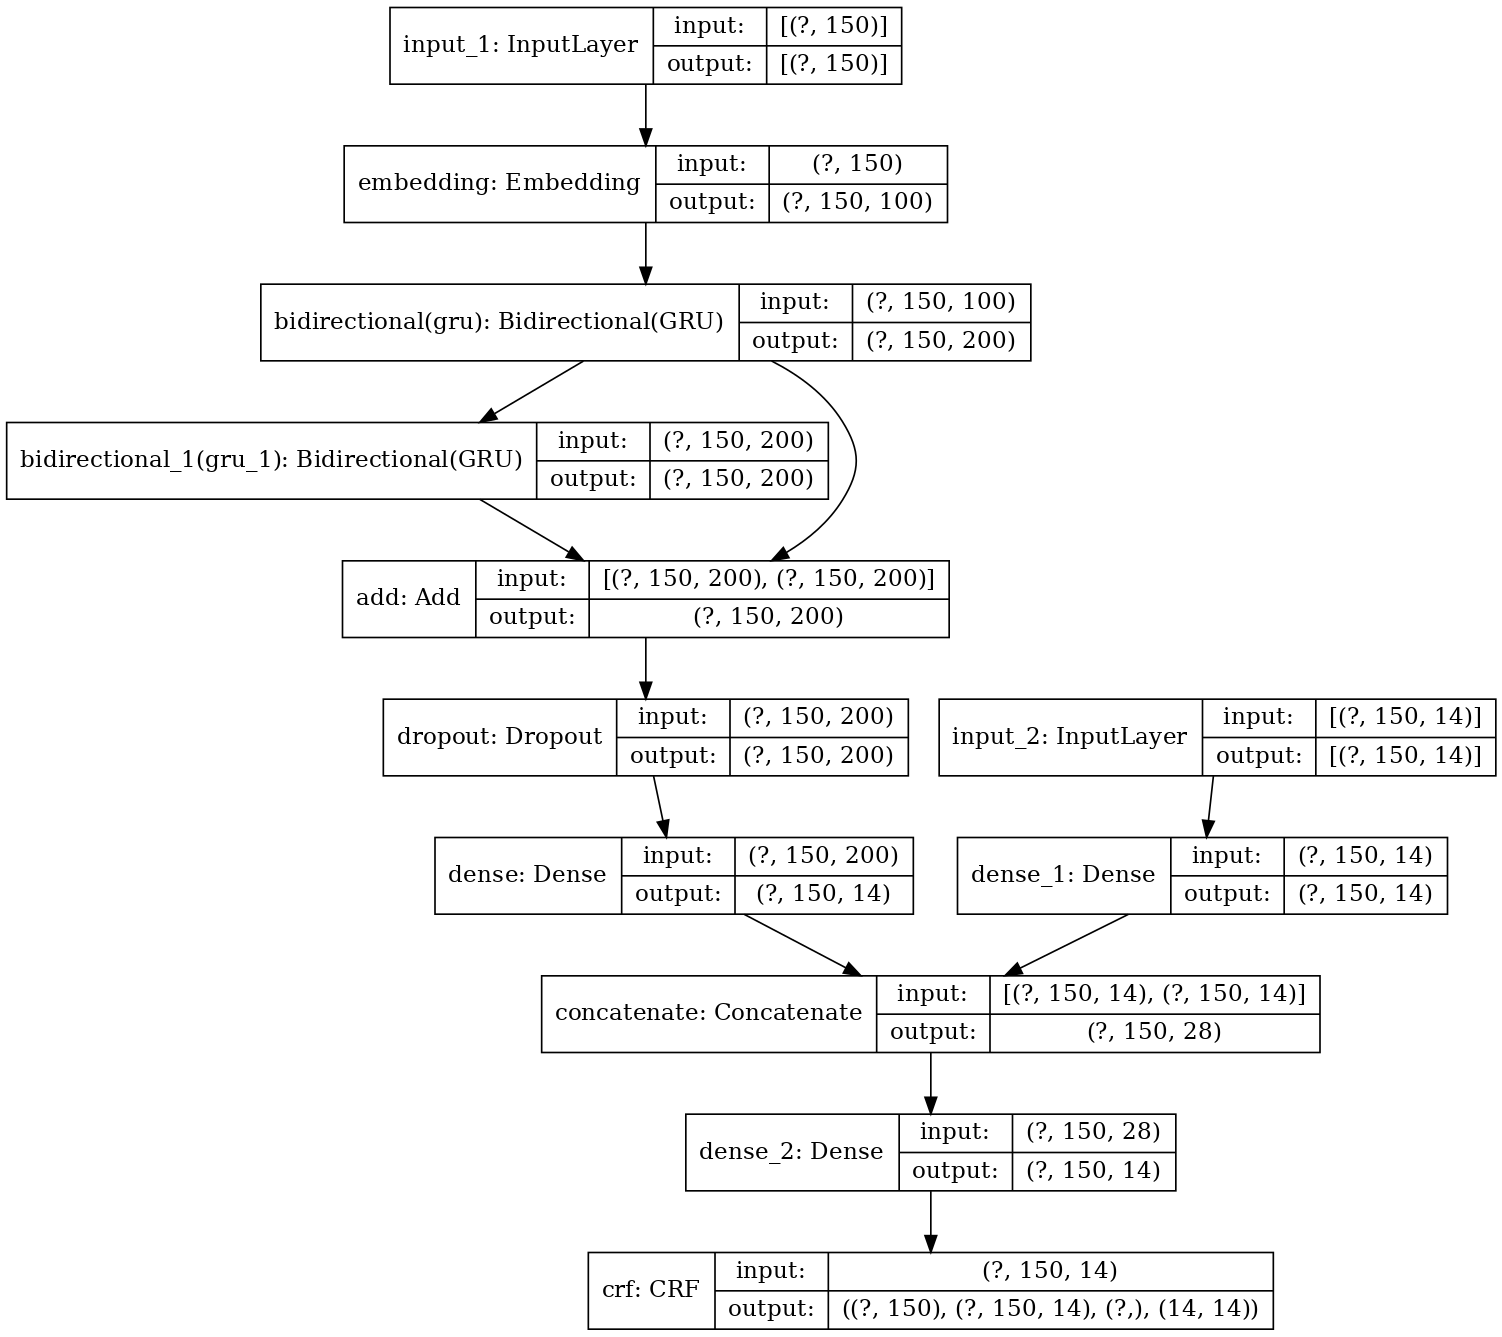 input_1: InputLayer
input:
[(?, 150)]
output:
[(?, 150)]
embedding: Embedding
input:
(?, 150)
output:
(?, 150, 100)
bidirectional(gru): Bidirectional(GRU)
input:
(?, 150, 100)
output:
(?, 150, 200)
bidirectional_1(gru_1): Bidirectional(GRU)
input:
(?, 150, 200)
output:
(?, 150, 200)
add: Add
input:
[(?, 150, 200), (?, 150, 200)]
output:
(?, 150, 200)
dropout: Dropout
input:
(?, 150, 200)
output:
(?, 150, 200)
input_2: InputLayer
input:
[(?, 150, 14)]
output:
[(?, 150, 14)]
dense: Dense
input:
(?, 150, 200)
output:
(?, 150, 14)
dense_1: Dense
input:
(?, 150, 14)
output:
(?, 150, 14)
concatenate: Concatenate
input:
[(?, 150, 14), (?, 150, 14)]
output:
(?, 150, 28)
dense_2: Dense
input:
(?, 150, 28)
output:
(?, 150, 14)
crf: CRF
input:
(?, 150, 14)
output:
((?, 150), (?, 150, 14), (?,), (14, 14))